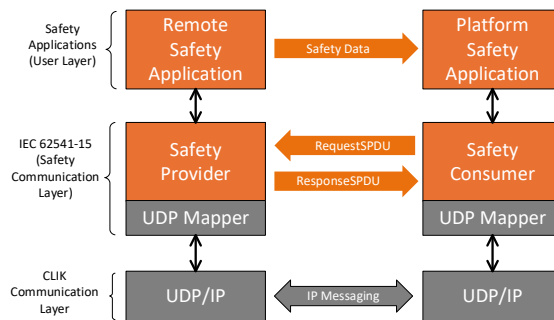 Safety
Applications
(User Layer)
Remote
Safety
Application
Safety Data
Platform
Safety
Application
IEC 62541-15
(Safety
Communication
Layer)
Safety
Provider
UDP Mapper
RequestSPDU
ResponseSPDU
Safety
Consumer
UDP Mapper
CLIK
Communication
Layer
UDP/IP
IP Messaging
UDP/IP